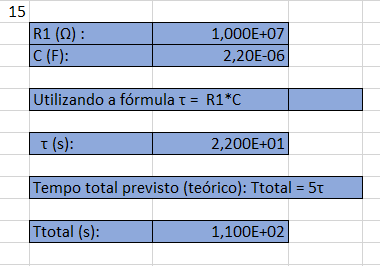 15
R1 (Ω) : 1,000E+07
C (F): 2,20E-06
Utilizando a fórmula τ = R1*C
τ (s): 2,200E+01
Tempo total previsto (teórico): Ttotal = 5τ
Ttotal (s): 1,100E+02